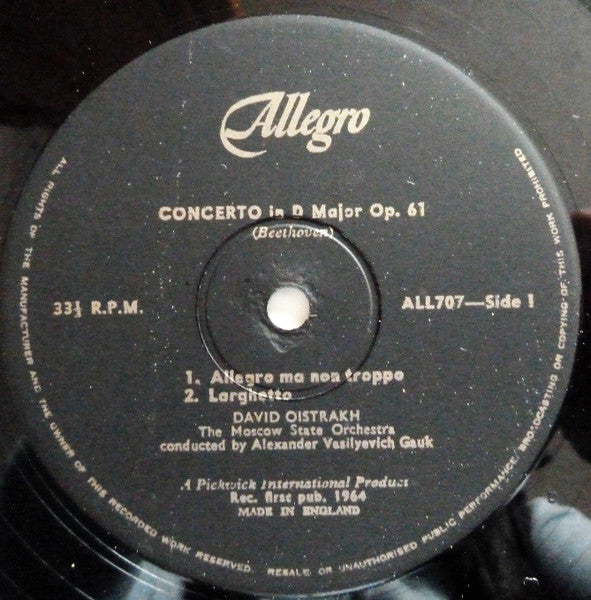 Allegro
CONCERTO in D Major Op. 61
(Beethoven)
33⅓ R.P.M.
ALL707—Side 1
1. Allegro ma non troppo
2. Larghetto
DAVID OISTRAKH
The Moscow State Orchestra
conducted by Alexander Vasilyevich Gauk
A Pickwick International Product
Rec. first pub. 1964
MADE IN ENGLAND
ALL RIGHTS OF THE MANUFACTURER AND THE OWNER OF THIS RECORDED WORK RESERVED. RESALE OR UNAUTHORISED PUBLIC PERFORMANCE, BROADCASTING OR COPYING OF THIS WORK PROHIBITED